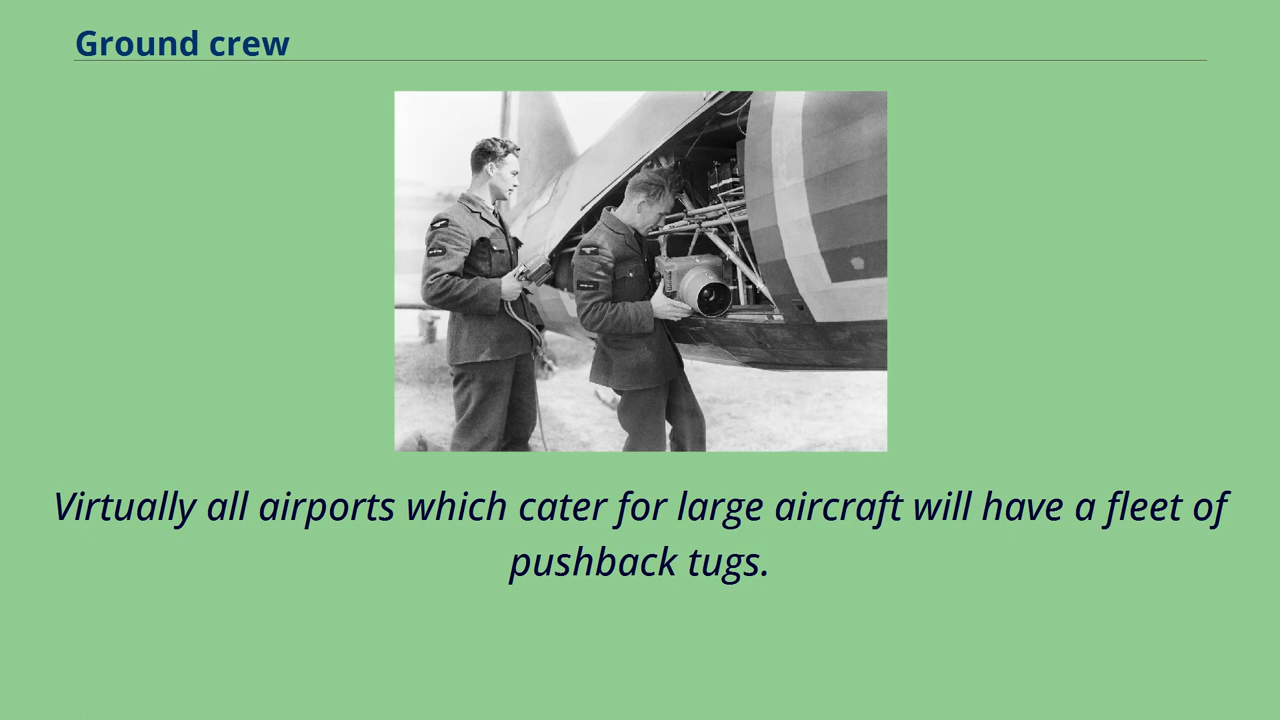 Ground crew
Virtually all airports which cater for large aircraft will have a fleet of
pushback tugs.